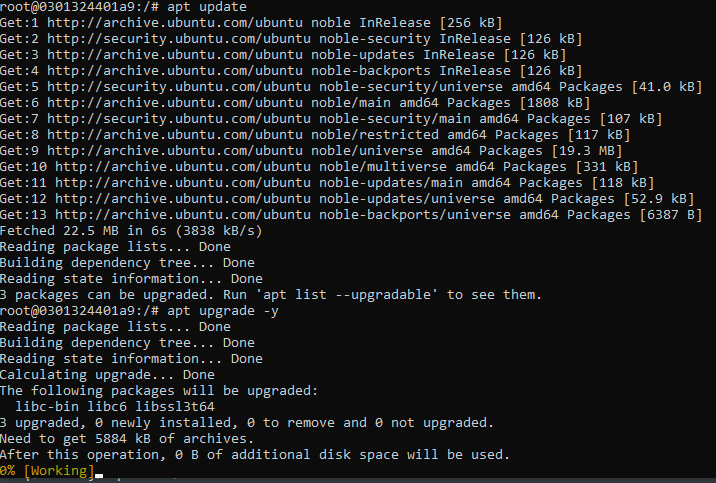 root@0301324401a9:/# apt update
Get:1 http://archive.ubuntu.com/ubuntu noble InRelease [256 kB]
Get:2 http://security.ubuntu.com/ubuntu noble-security InRelease [126 kB]
Get:3 http://archive.ubuntu.com/ubuntu noble-updates InRelease [126 kB]
Get:4 http://archive.ubuntu.com/ubuntu noble-backports InRelease [126 kB]
Get:5 http://security.ubuntu.com/ubuntu noble-security/universe amd64 Packages [41.0 kB]
Get:6 http://archive.ubuntu.com/ubuntu noble/main amd64 Packages [1808 kB]
Get:7 http://security.ubuntu.com/ubuntu noble-security/main amd64 Packages [107 kB]
Get:8 http://archive.ubuntu.com/ubuntu noble/restricted amd64 Packages [117 kB]
Get:9 http://archive.ubuntu.com/ubuntu noble/universe amd64 Packages [19.3 MB]
Get:10 http://archive.ubuntu.com/ubuntu noble/multiverse amd64 Packages [331 kB]
Get:11 http://archive.ubuntu.com/ubuntu noble-updates/main amd64 Packages [118 kB]
Get:12 http://archive.ubuntu.com/ubuntu noble-updates/universe amd64 Packages [52.9 kB]
Get:13 http://archive.ubuntu.com/ubuntu noble-backports/universe amd64 Packages [6387 B]
Fetched 22.5 MB in 6s (3838 kB/s)
Reading package lists... Done
Building dependency tree... Done
Reading state information... Done
3 packages can be upgraded. Run 'apt list --upgradable' to see them.
root@0301324401a9:/# apt upgrade -y
Reading package lists... Done
Building dependency tree... Done
Reading state information... Done
Calculating upgrade... Done
The following packages will be upgraded:
  libc-bin libc6 libssl3t64
3 upgraded, 0 newly installed, 0 to remove and 0 not upgraded.
Need to get 5884 kB of archives.
After this operation, 0 B of additional disk space will be used.
0% [Working]